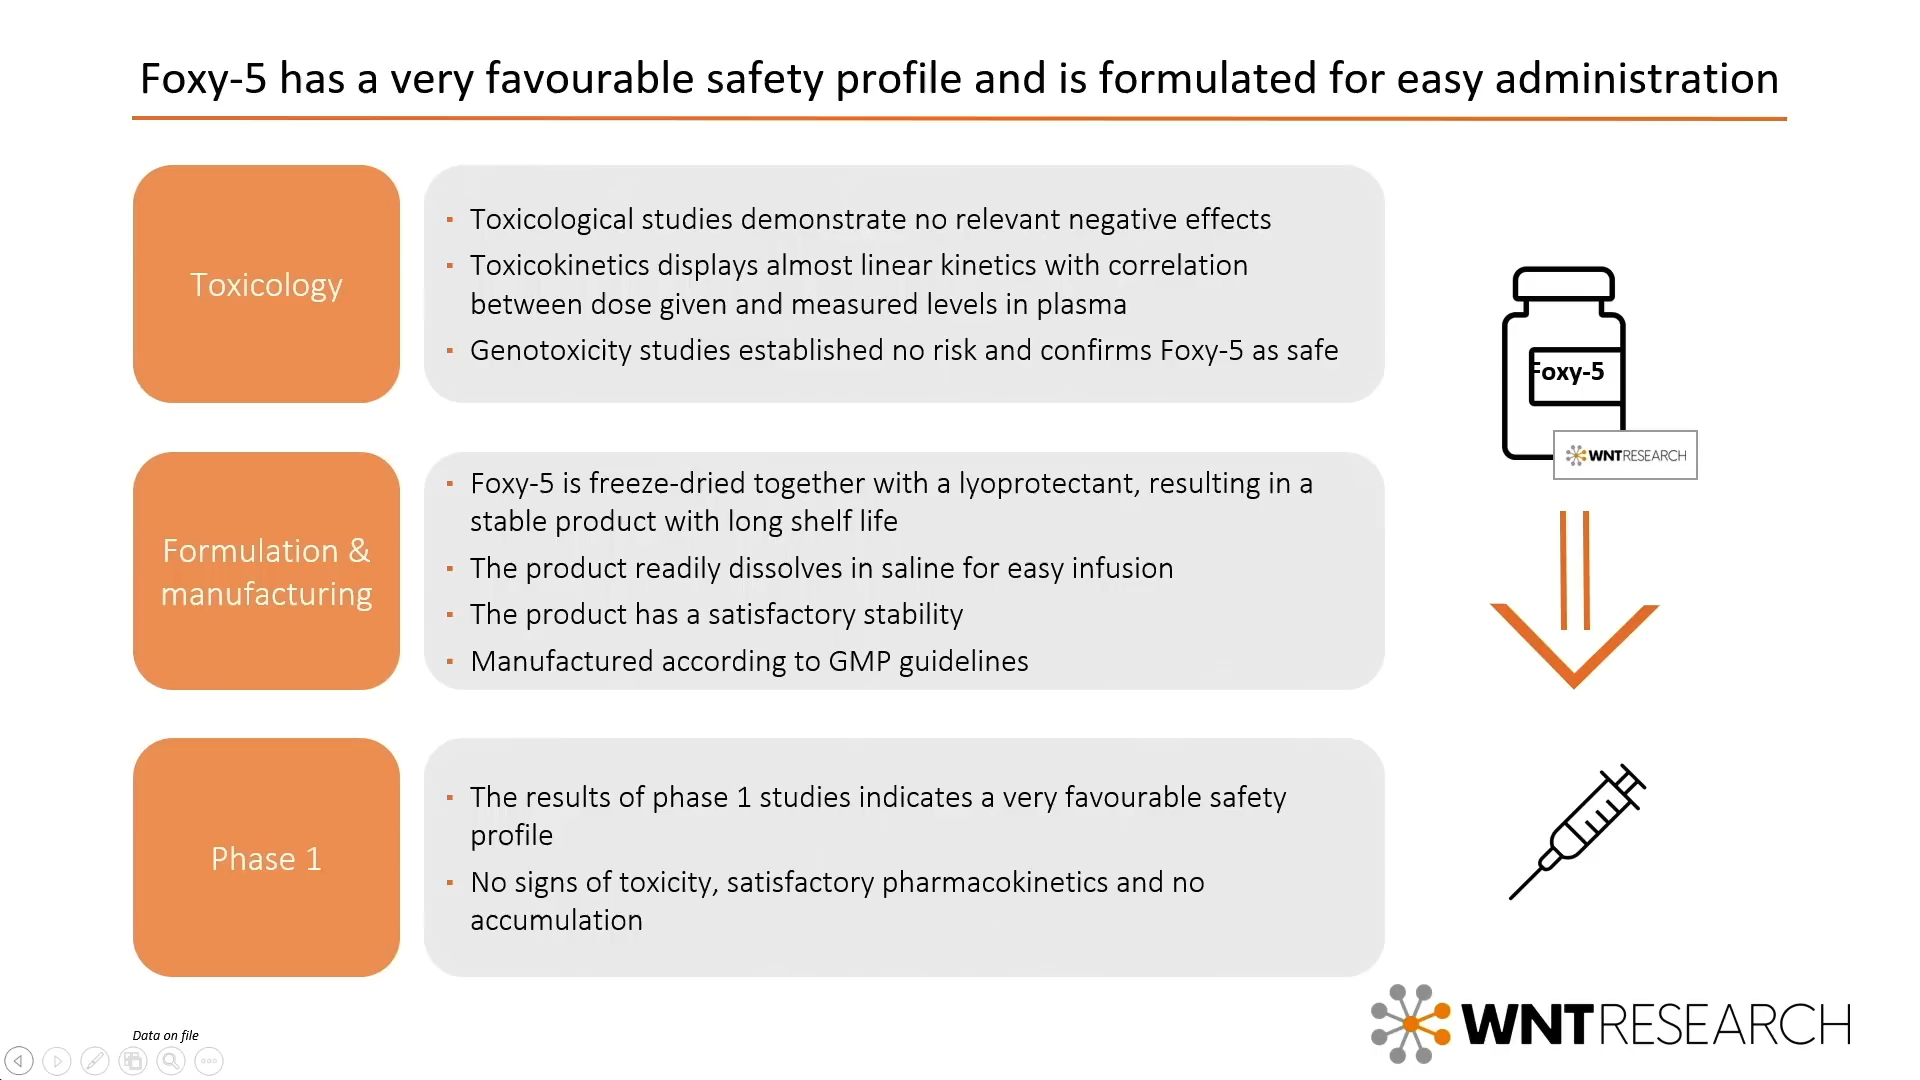 Foxy-5 has a very favourable safety profile and is formulated for easy administration
Toxicology
▪ Toxicological studies demonstrate no relevant negative effects
▪ Toxicokinetics displays almost linear kinetics with correlation
between dose given and measured levels in plasma
▪ Genotoxicity studies established no risk and confirms Foxy-5 as safe
Foxy-5
WNTRESEARCH
Formulation &
manufacturing
▪ Foxy-5 is freeze-dried together with a lyoprotectant, resulting in a
stable product with long shelf life
▪ The product readily dissolves in saline for easy infusion
▪ The product has a satisfactory stability
▪ Manufactured according to GMP guidelines
Phase 1
▪ The results of phase 1 studies indicates a very favourable safety
profile
▪ No signs of toxicity, satisfactory pharmacokinetics and no
accumulation
Data on file
WNTRESEARCH